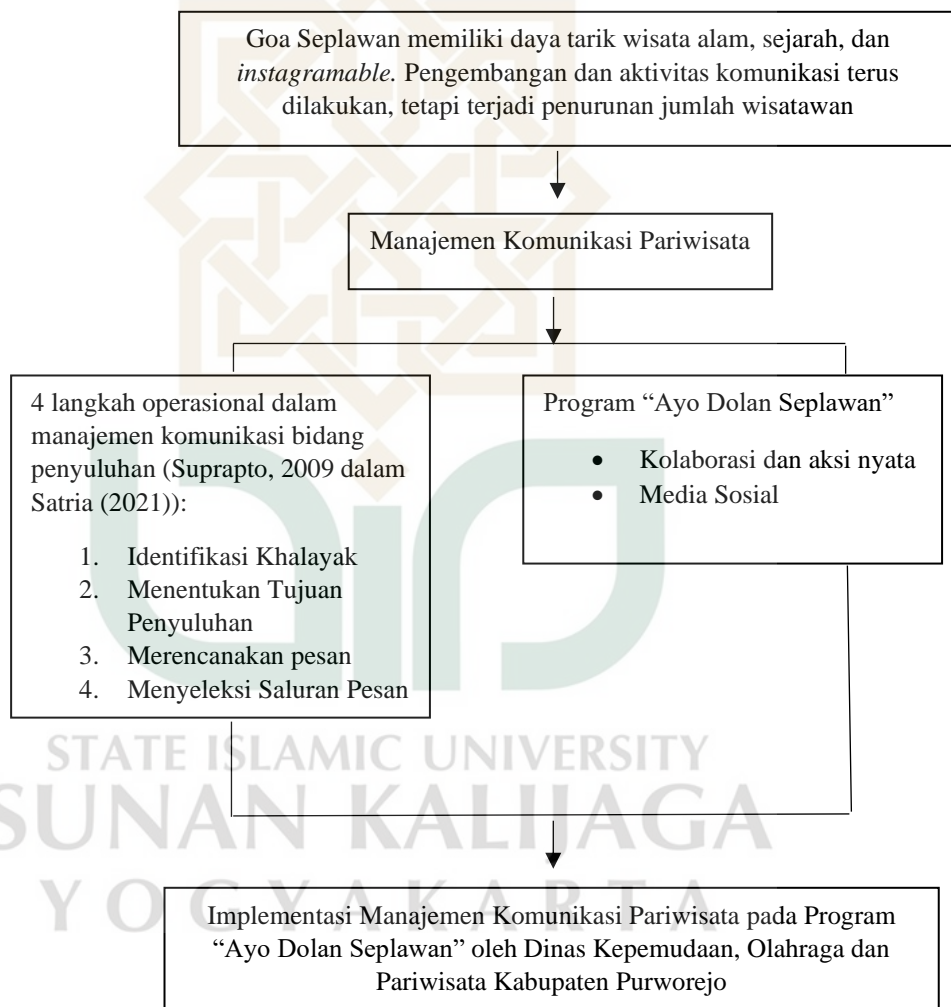 Goa Seplawan memiliki daya tarik wisata alam, sejarah, dan
instagramable. Pengembangan dan aktivitas komunikasi terus
dilakukan, tetapi terjadi penurunan jumlah wisatawan
Manajemen Komunikasi Pariwisata
4 langkah operasional dalam
manajemen komunikasi bidang
penyuluhan (Suprapto, 2009 dalam
Satria (2021)):
1. Identifikasi Khalayak
2. Menentukan Tujuan
Penyuluhan
3. Merencanakan pesan
4. Menyeleksi Saluran Pesan
Program “Ayo Dolan Seplawan”
• Kolaborasi dan aksi nyata
• Media Sosial
STATE ISLAMIC UNIVERSITY
SUNAN KALIJAGA
YOGYAKARTA
Implementasi Manajemen Komunikasi Pariwisata pada Program
“Ayo Dolan Seplawan” oleh Dinas Kepemudaan, Olahraga dan
Pariwisata Kabupaten Purworejo